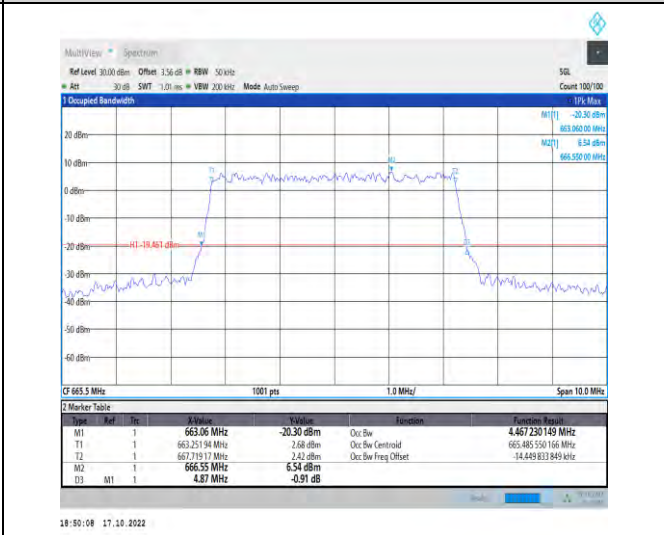 MultiView Spectrum
Ref Level 30.00 dBm Offset 3.56 dB RBW 50 kHz SGL
Att 30 dB SWT 1.01 ms VBW 200 kHz Mode Auto Sweep Count 100/100
1 Occupied Bandwidth 1Pk Max
M1[1] -20.30 dBm
663.060 00 MHz
M2[1] 6.54 dBm
666.550 00 MHz
20 dBm
10 dBm
M2
T1 T2
0 dBm
-10 dBm
M1
-20 dBm H1 -19.461 dBm D3
-30 dBm
-40 dBm
-50 dBm
-60 dBm
CF 665.5 MHz 1001 pts 1.0 MHz/ Span 10.0 MHz
2 Marker Table
Type Ref Trc X-Value Y-Value Function Function Result
M1 1 663.06 MHz -20.30 dBm Occ Bw 4.467 230 149 MHz
T1 1 663.251 94 MHz 2.68 dBm Occ Bw Centroid 665.485 550 166 MHz
T2 1 667.719 17 MHz 2.42 dBm Occ Bw Freq Offset -14.449 833 849 kHz
M2 1 666.55 MHz 6.54 dBm
D3 M1 1 4.87 MHz -0.91 dB
18:50:08 17.10.2022